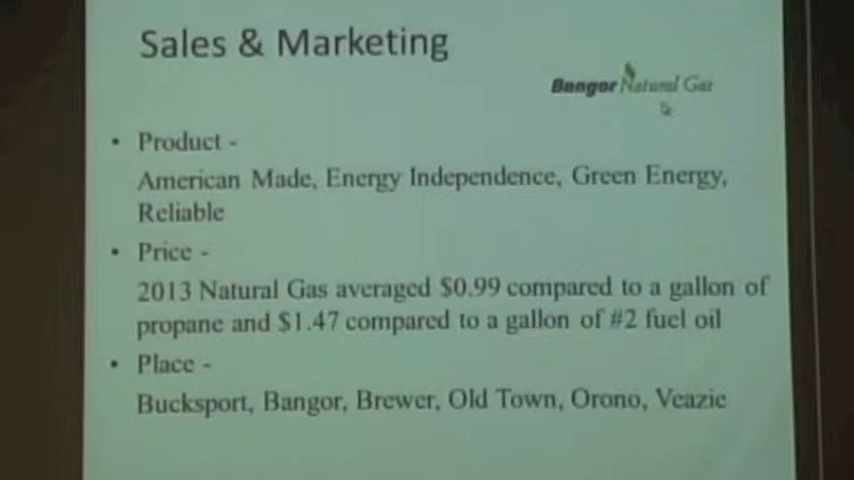 Sales & Marketing
Bangor Natural Gas
• Product -
American Made, Energy Independence, Green Energy,
Reliable
• Price -
2013 Natural Gas averaged $0.99 compared to a gallon of
propane and $1.47 compared to a gallon of #2 fuel oil
• Place -
Bucksport, Bangor, Brewer, Old Town, Orono, Veazie